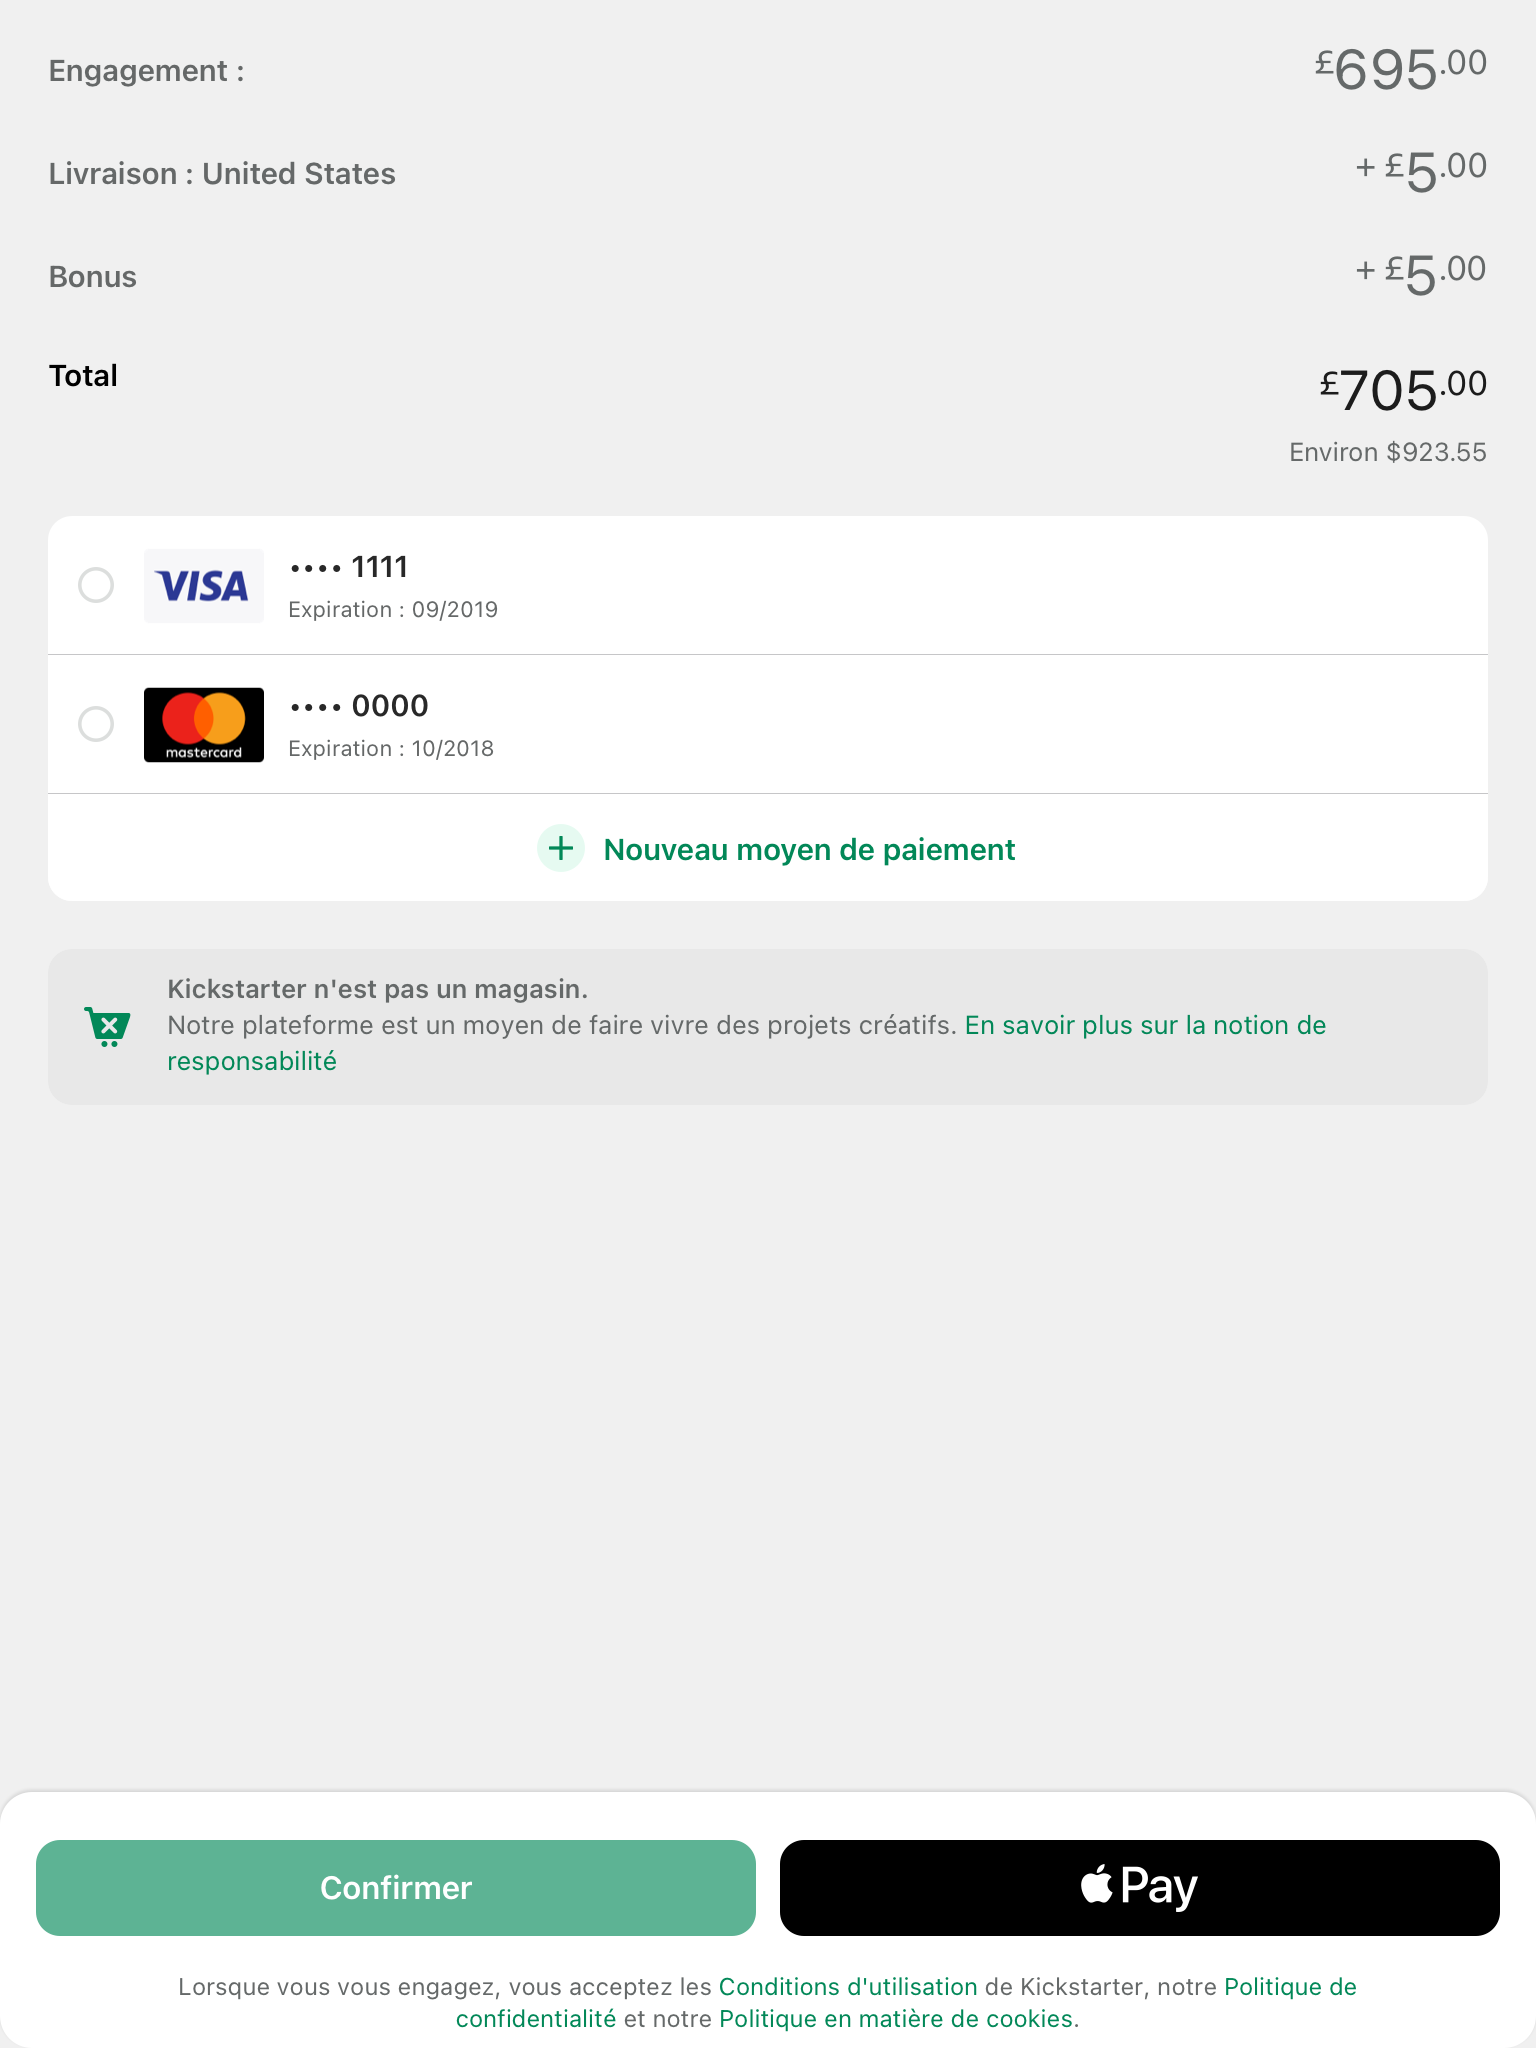 Engagement :
£695.00
Livraison : United States
+ £5.00
Bonus
+ £5.00
Total
£705.00
Environ $923.55
VISA
•••• 1111
Expiration : 09/2019
mastercard
•••• 0000
Expiration : 10/2018
Nouveau moyen de paiement
Kickstarter n'est pas un magasin.
Notre plateforme est un moyen de faire vivre des projets créatifs. En savoir plus sur la notion de
responsabilité
Confirmer
Pay
Lorsque vous vous engagez, vous acceptez les Conditions d'utilisation de Kickstarter, notre Politique de
confidentialité et notre Politique en matière de cookies.